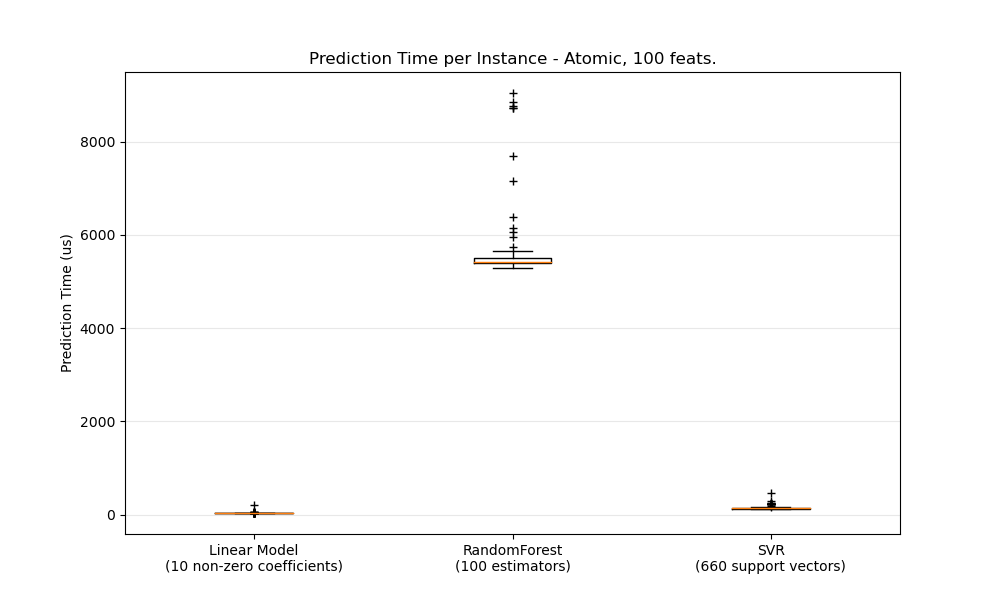 Prediction Time per Instance - Atomic, 100 feats.
Prediction Time (us)
8000
6000
4000
2000
0
Linear Model
(10 non-zero coefficients)
RandomForest
(100 estimators)
SVR
(660 support vectors)